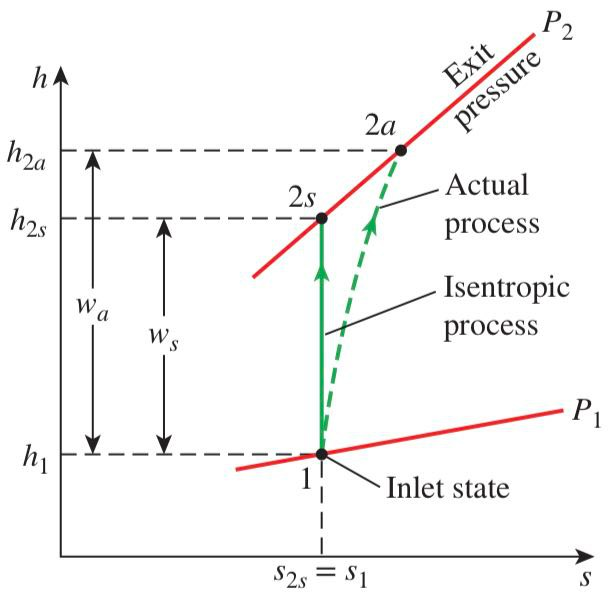 P₂
Exit
pressure
h
2a
h₂ₐ
2s
h₂ₛ
Actual
process
Isentropic
process
wₐ
wₛ
P₁
h₁
1
Inlet state
s₂ₛ = s₁
s